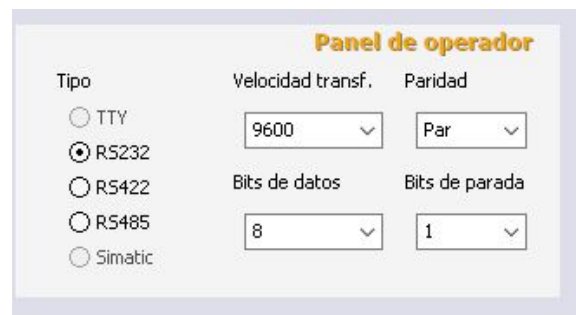 Panel de operador
Tipo
TTY
RS232
RS422
RS485
Simatic
Velocidad transf.
9600
Paridad
Par
Bits de datos
8
Bits de parada
1